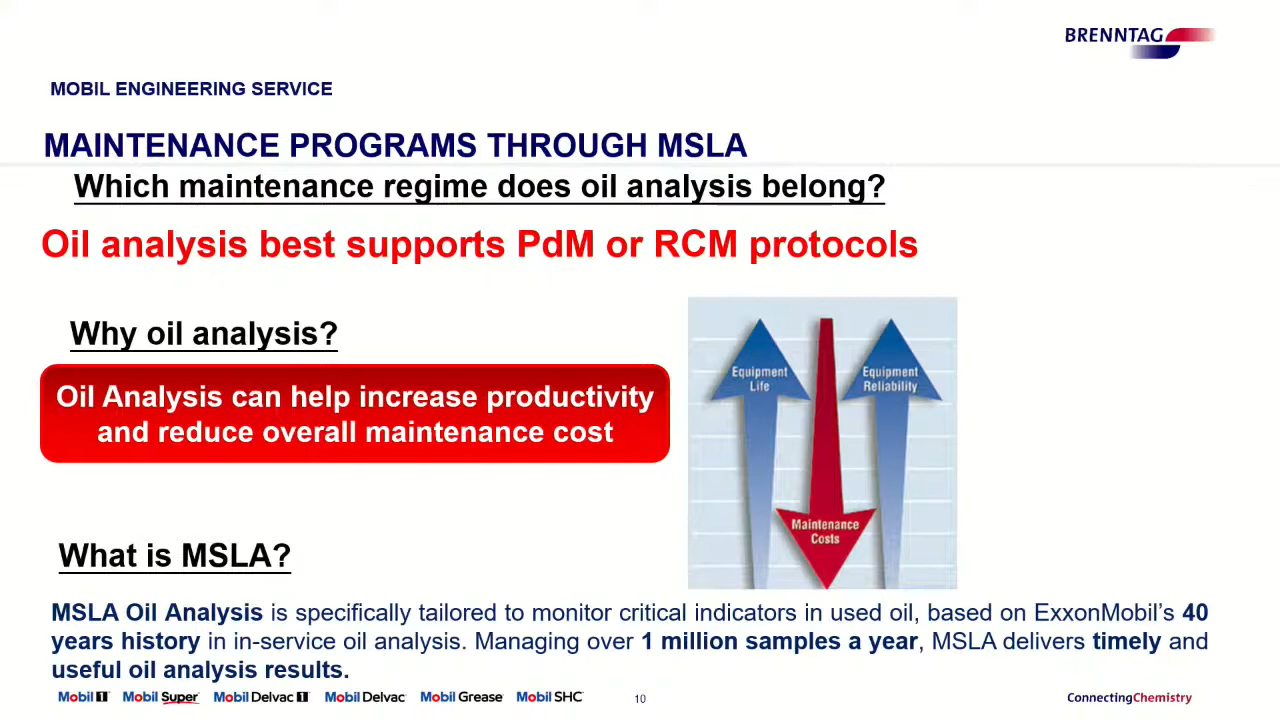 BRENNTAG
MOBIL ENGINEERING SERVICE
MAINTENANCE PROGRAMS THROUGH MSLA
Which maintenance regime does oil analysis belong?
Oil analysis best supports PdM or RCM protocols
Why oil analysis?
Oil Analysis can help increase productivity
and reduce overall maintenance cost
Equipment
Life
Equipment
Reliability
Maintenance
Costs
What is MSLA?
MSLA Oil Analysis is specifically tailored to monitor critical indicators in used oil, based on ExxonMobil’s 40
years history in in-service oil analysis. Managing over 1 million samples a year, MSLA delivers timely and
useful oil analysis results.
Mobil 1 Mobil Super Mobil Delvac 1 Mobil Delvac Mobil Grease Mobil SHC
10
ConnectingChemistry